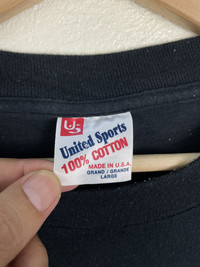 US
United Sports
100% COTTON
MADE IN U.S.A.
GRAND / GRANDE
LARGE